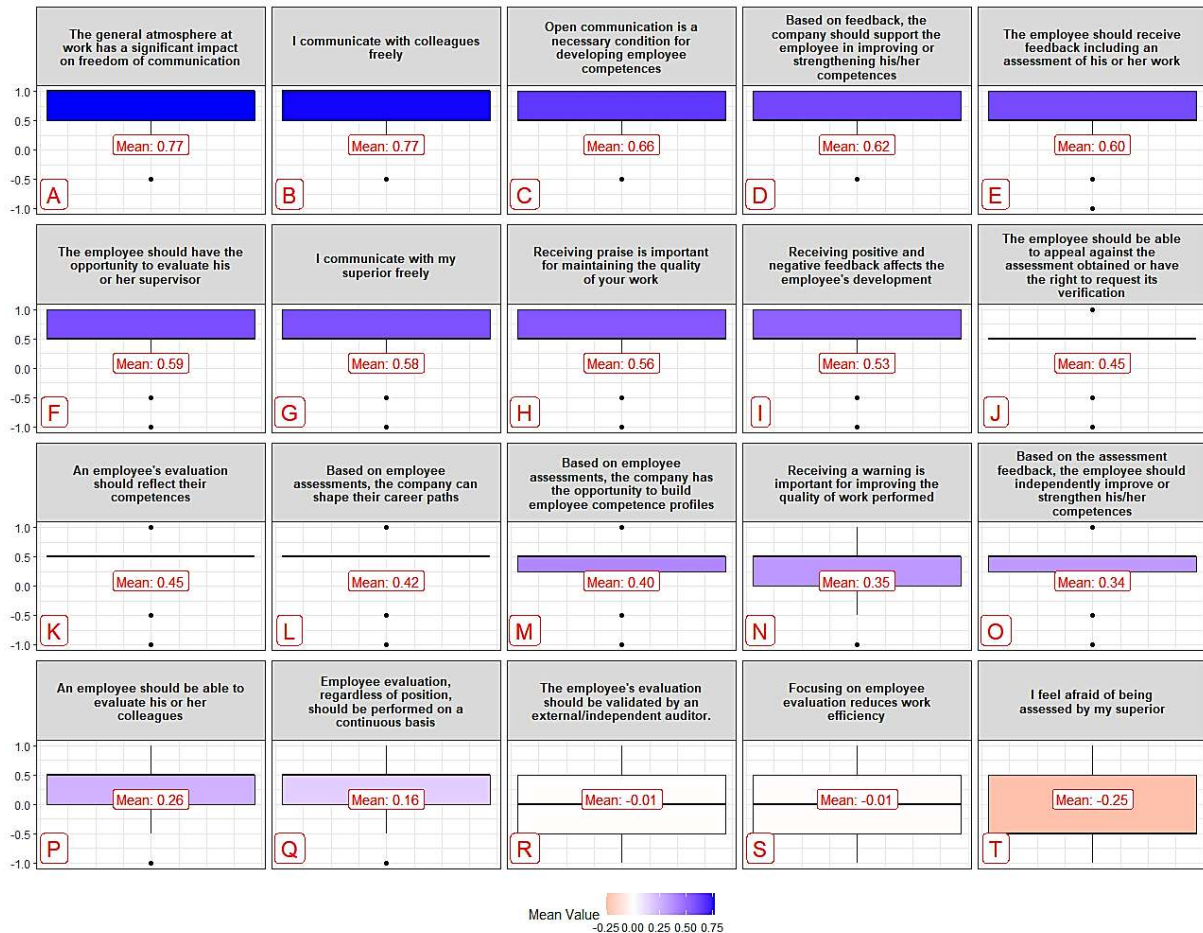 The general atmosphere at
work has a significant impact
on freedom of communication
I communicate with colleagues
freely
Open communication is a
necessary condition for
developing employee
competences
Based on feedback, the
company should support the
employee in improving or
strengthening his/her
competences
The employee should receive
feedback including an
assessment of his or her work
1.0
0.5
0.0
-0.5
-1.0
Mean: 0.77
Mean: 0.77
Mean: 0.66
Mean: 0.62
Mean: 0.60
A
B
C
D
E
The employee should have the
opportunity to evaluate his
or her supervisor
I communicate with my
superior freely
Receiving praise is important
for maintaining the quality
of your work
Receiving positive and
negative feedback affects the
employee's development
The employee should be able
to appeal against the
assessment obtained or have
the right to request its
verification
1.0
0.5
0.0
-0.5
-1.0
Mean: 0.59
Mean: 0.58
Mean: 0.56
Mean: 0.53
Mean: 0.45
F
G
H
I
J
An employee's evaluation
should reflect their
competences
Based on employee
assessments, the company can
shape their career paths
Based on employee
assessments, the company has
the opportunity to build
employee competence profiles
Receiving a warning is
important for improving the
quality of work performed
Based on the assessment
feedback, the employee should
independently improve or
strengthen his/her
competences
1.0
0.5
0.0
-0.5
-1.0
Mean: 0.45
Mean: 0.42
Mean: 0.40
Mean: 0.35
Mean: 0.34
K
L
M
N
O
An employee should be able to
evaluate his or her
colleagues
Employee evaluation,
regardless of position,
should be performed on a
continuous basis
The employee's evaluation
should be validated by an
external/independent auditor.
Focusing on employee
evaluation reduces work
efficiency
I feel afraid of being
assessed by my superior
1.0
0.5
0.0
-0.5
-1.0
Mean: 0.26
Mean: 0.16
Mean: -0.01
Mean: -0.01
Mean: -0.25
P
Q
R
S
T
Mean Value
-0.25 0.00 0.25 0.50 0.75